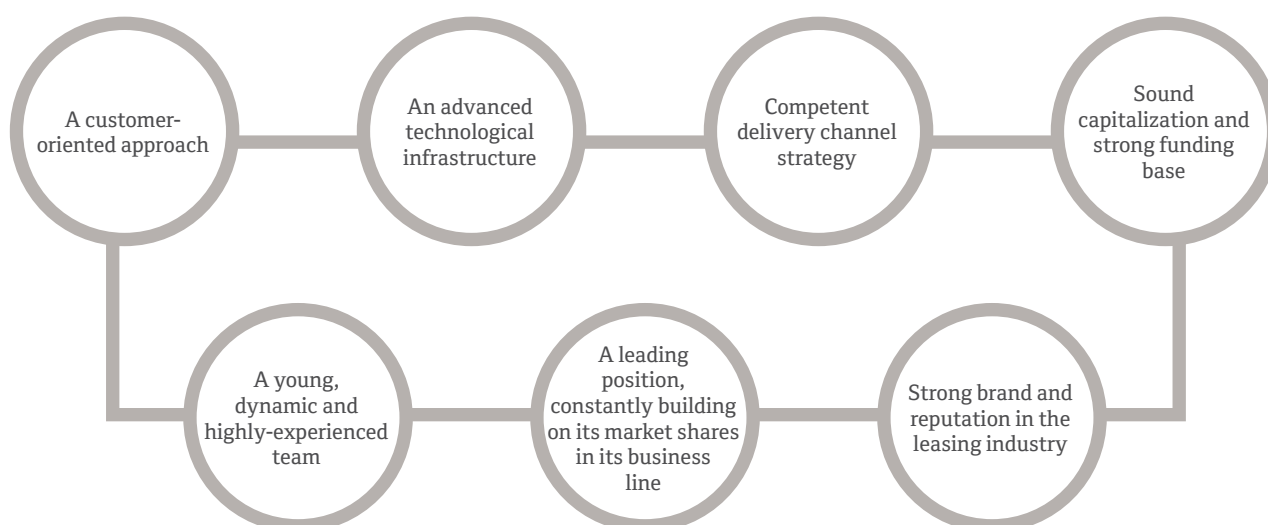 A customer-
oriented approach
An advanced
technological
infrastructure
Competent
delivery channel
strategy
Sound
capitalization and
strong funding
base
A young,
dynamic and
highly-experienced
team
A leading
position,
constantly building
on its market shares
in its business
line
Strong brand and
reputation in the
leasing industry